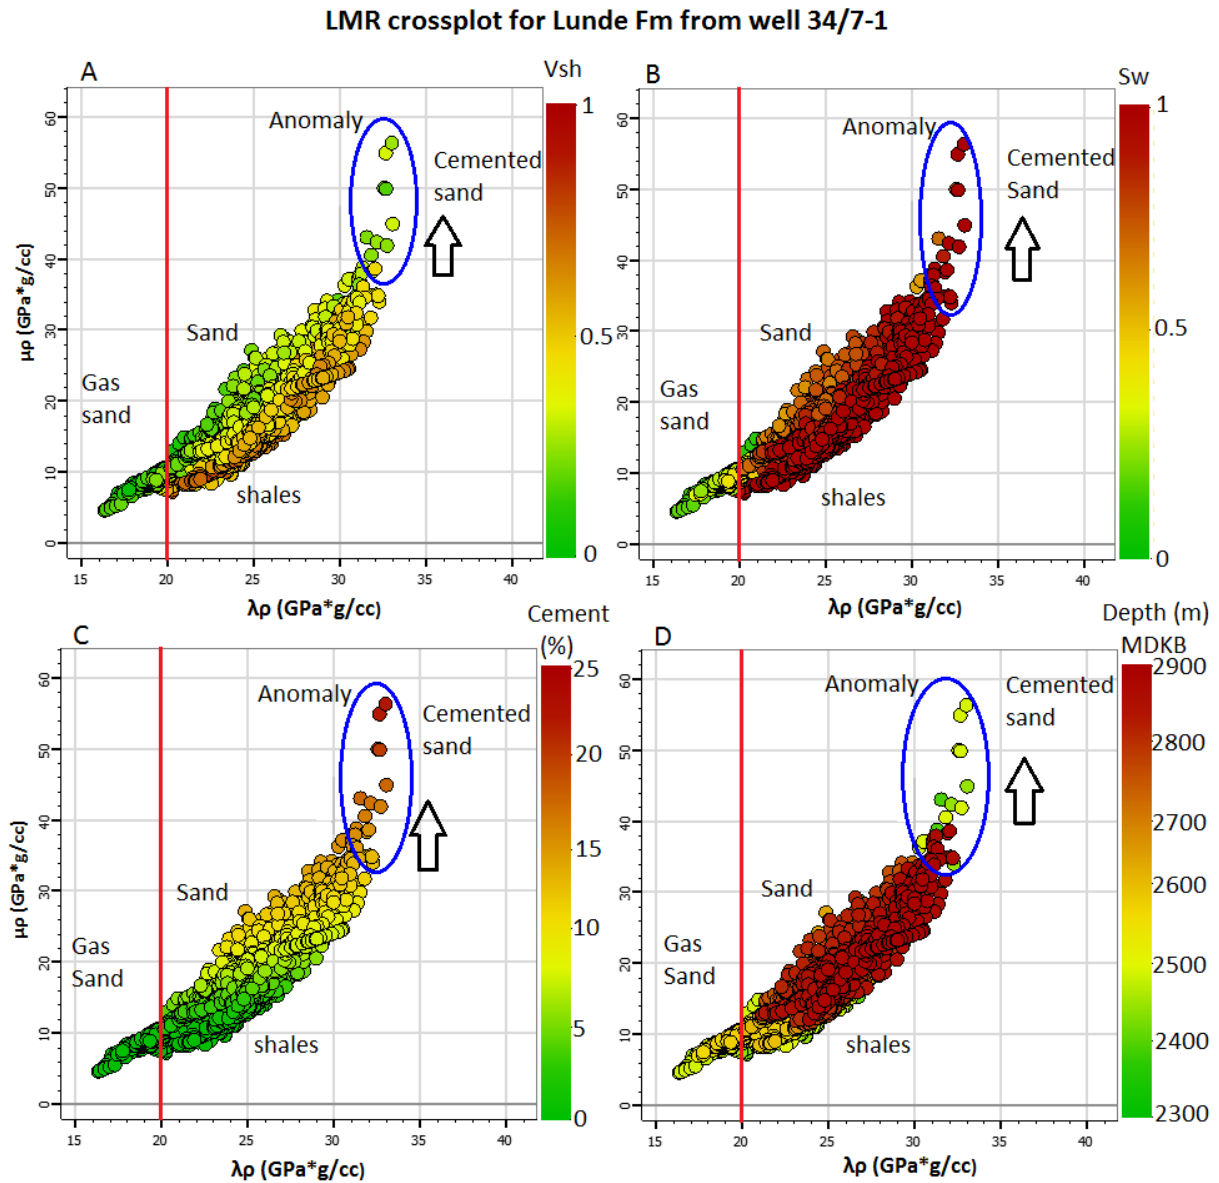 LMR crossplot for Lunde Fm from well 34/7-1
A
Vsh
60
50
40
30
20
10
0
15
20
25
30
35
40
μρ (GPa*g/cc)
λρ (GPa*g/cc)
Anomaly
Cemented
sand
Sand
Gas
sand
shales
1
0.5
0
B
Sw
60
50
40
30
20
10
0
15
20
25
30
35
40
λρ (GPa*g/cc)
Anomaly
Cemented
Sand
Sand
Gas
sand
shales
1
0.5
0
C
Cement
(%)
60
50
40
30
20
10
0
15
20
25
30
35
40
μρ (GPa*g/cc)
λρ (GPa*g/cc)
Anomaly
Cemented
sand
Sand
Gas
Sand
shales
25
20
15
10
5
0
D
Depth (m)
MDKB
60
50
40
30
20
10
0
15
20
25
30
35
40
λρ (GPa*g/cc)
Anomaly
Cemented
sand
Sand
Gas
Sand
shales
2900
2800
2700
2600
2500
2400
2300